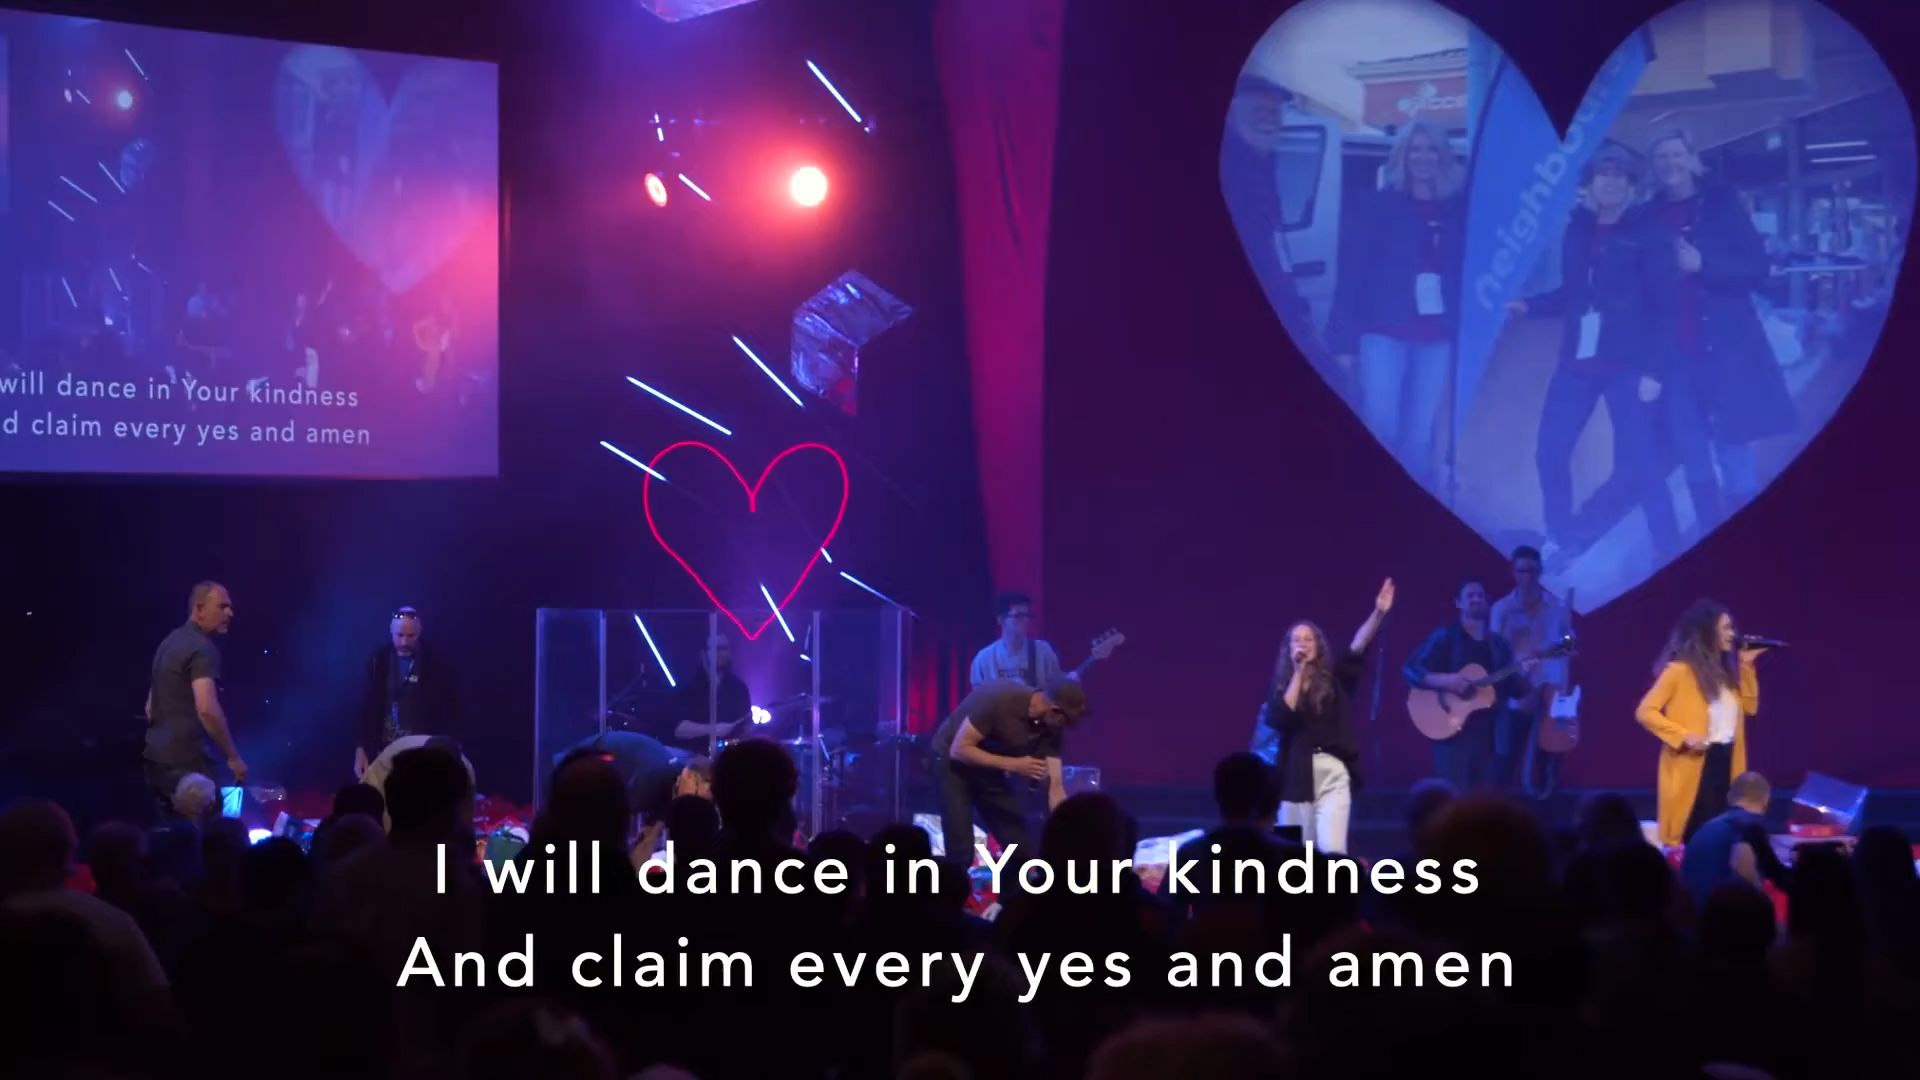 will dance in Your kindness
d claim every yes and amen
neighbour
I will dance in Your kindness
And claim every yes and amen